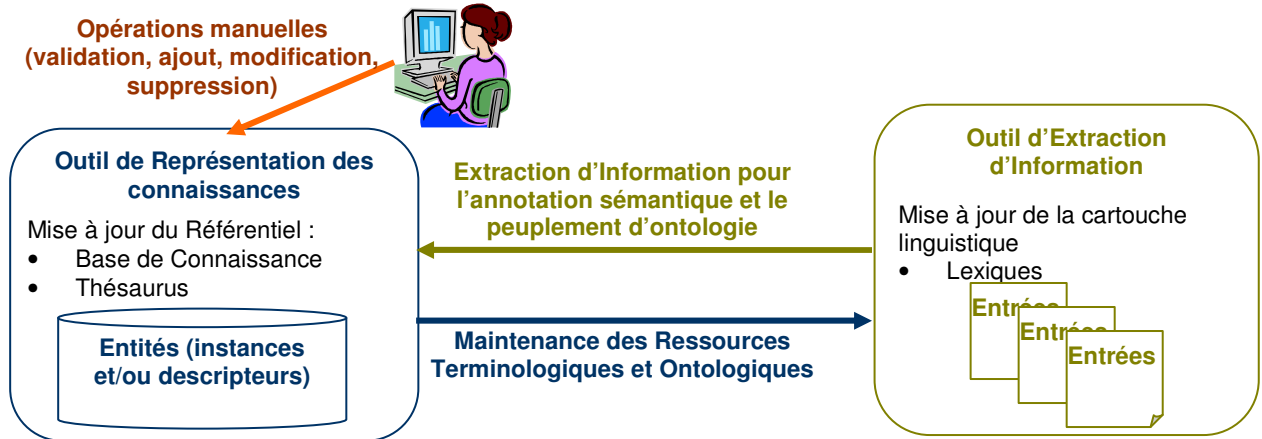 Opérations manuelles
(validation, ajout, modification,
suppression)
Outil de Représentation des
connaissances
Mise à jour du Référentiel :
• Base de Connaissance
• Thésaurus
Entités (instances
et/ou descripteurs)
Extraction d'Information pour
l'annotation sémantique et le
peuplement d'ontologie
Maintenance des Ressources
Terminologiques et Ontologiques
Outil d'Extraction
d'Information
Mise à jour de la cartouche
linguistique
• Lexiques
Entrées
Entrées
Entrées